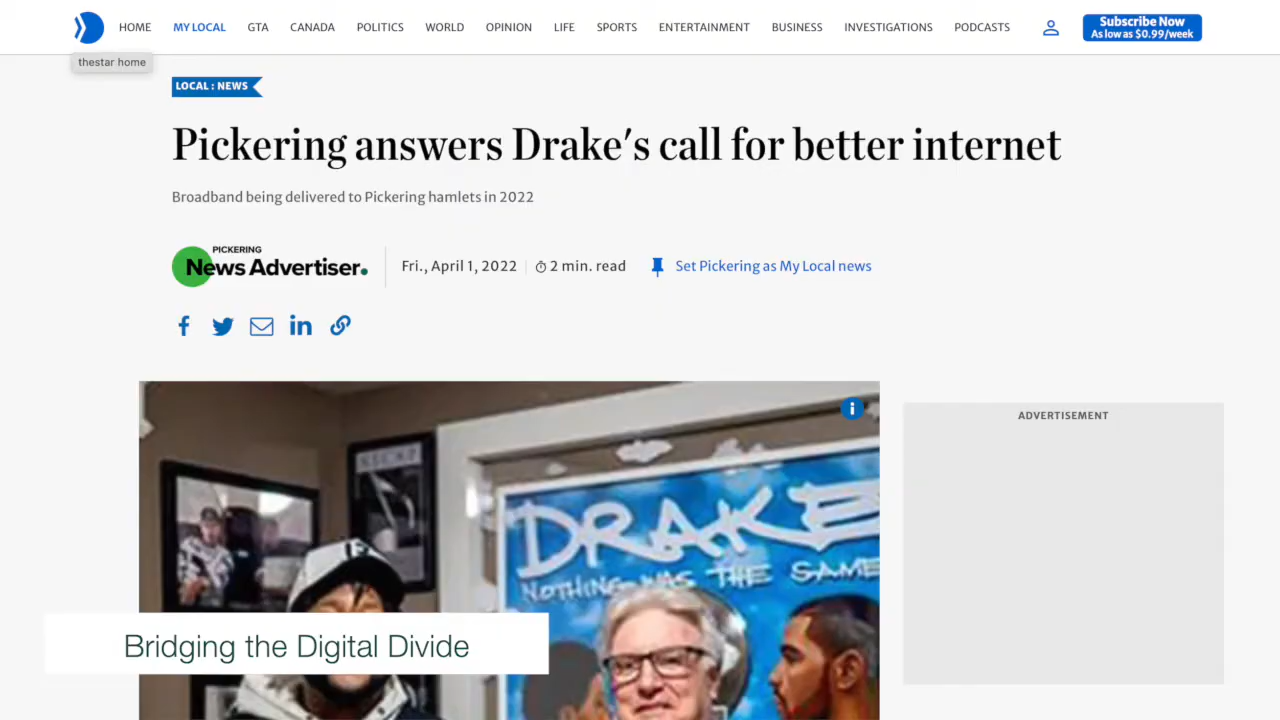 HOME MY LOCAL GTA CANADA POLITICS WORLD OPINION LIFE SPORTS ENTERTAINMENT BUSINESS INVESTIGATIONS PODCASTS
Subscribe Now
As low as $0.99/week
thestar home
LOCAL : NEWS
Pickering answers Drake's call for better internet
Broadband being delivered to Pickering hamlets in 2022
PICKERING
News Advertiser.
Fri., April 1, 2022
2 min. read
Set Pickering as My Local news
ADVERTISEMENT
DRAKE
NOTHING WAS THE SAME
Bridging the Digital Divide